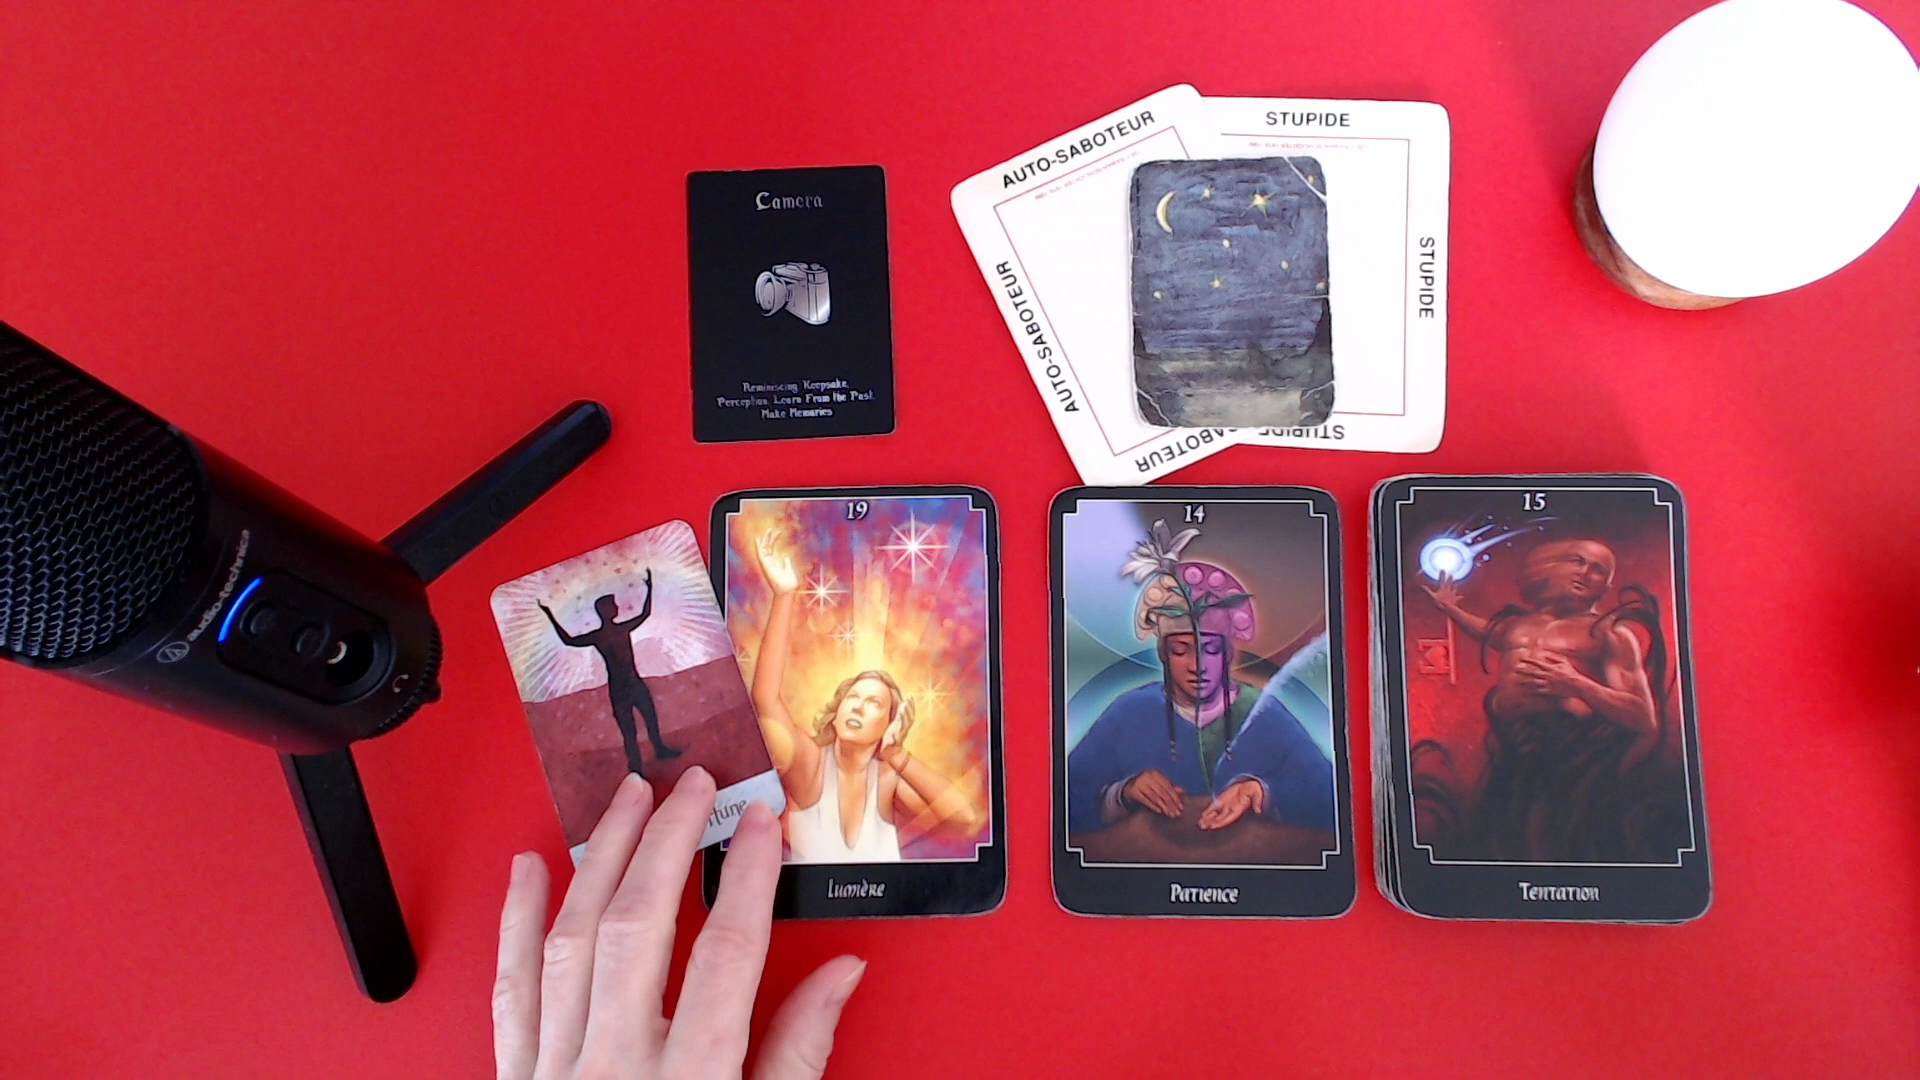 Camera
Reminiscing Keepsake,
Perception, Learn From the Past,
Make Memories
AUTO-SABOTEUR
AUTO-SABOTEUR
STUPIDE
STUPIDE
STUPIDE
audio-technica
19
Lumière
14
Patience
15
Tentation